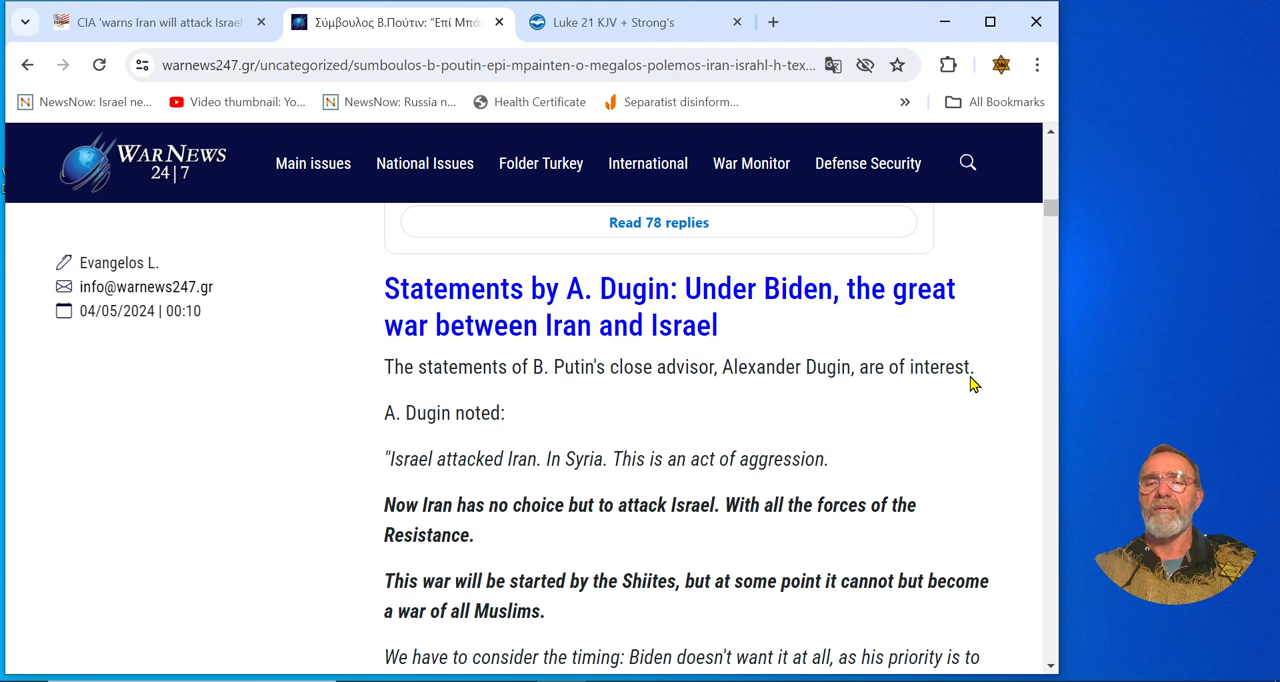 CIA 'warns Iran will attack Israel
Σύμβουλος Β.Πούτιν: “Επί Μπά
Luke 21 KJV + Strong's
warnews247.gr/uncategorized/sumboulos-b-poutin-epi-mpainten-o-megalos-polemos-iran-israhl-h-tex...
NewsNow: Israel ne...
Video thumbnail: Yo...
NewsNow: Russia n...
Health Certificate
Separatist disinform...
All Bookmarks
WARNEWS
24|7
Main issues
National Issues
Folder Turkey
International
War Monitor
Defense Security
Read 78 replies
Evangelos L.
info@warnews247.gr
04/05/2024 | 00:10
Statements by A. Dugin: Under Biden, the great
war between Iran and Israel
The statements of B. Putin's close advisor, Alexander Dugin, are of interest.
A. Dugin noted:
"Israel attacked Iran. In Syria. This is an act of aggression.
Now Iran has no choice but to attack Israel. With all the forces of the
Resistance.
This war will be started by the Shiites, but at some point it cannot but become
a war of all Muslims.
We have to consider the timing: Biden doesn't want it at all, as his priority is to